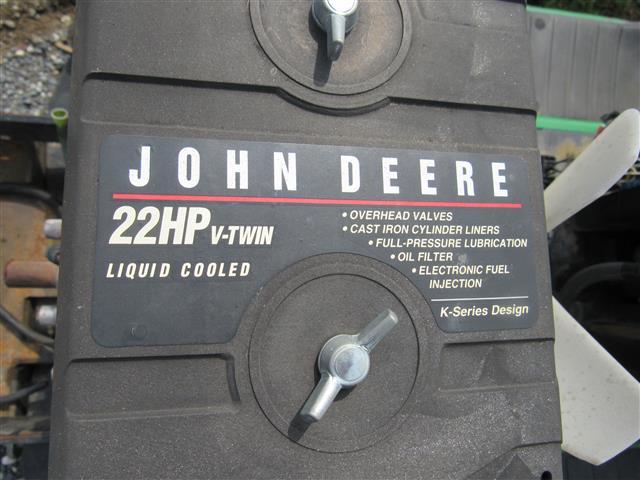 JOHN DEERE
22HP V-TWIN
LIQUID COOLED
• OVERHEAD VALVES
• CAST IRON CYLINDER LINERS
• FULL-PRESSURE LUBRICATION
• OIL FILTER
• ELECTRONIC FUEL
INJECTION
K-Series Design